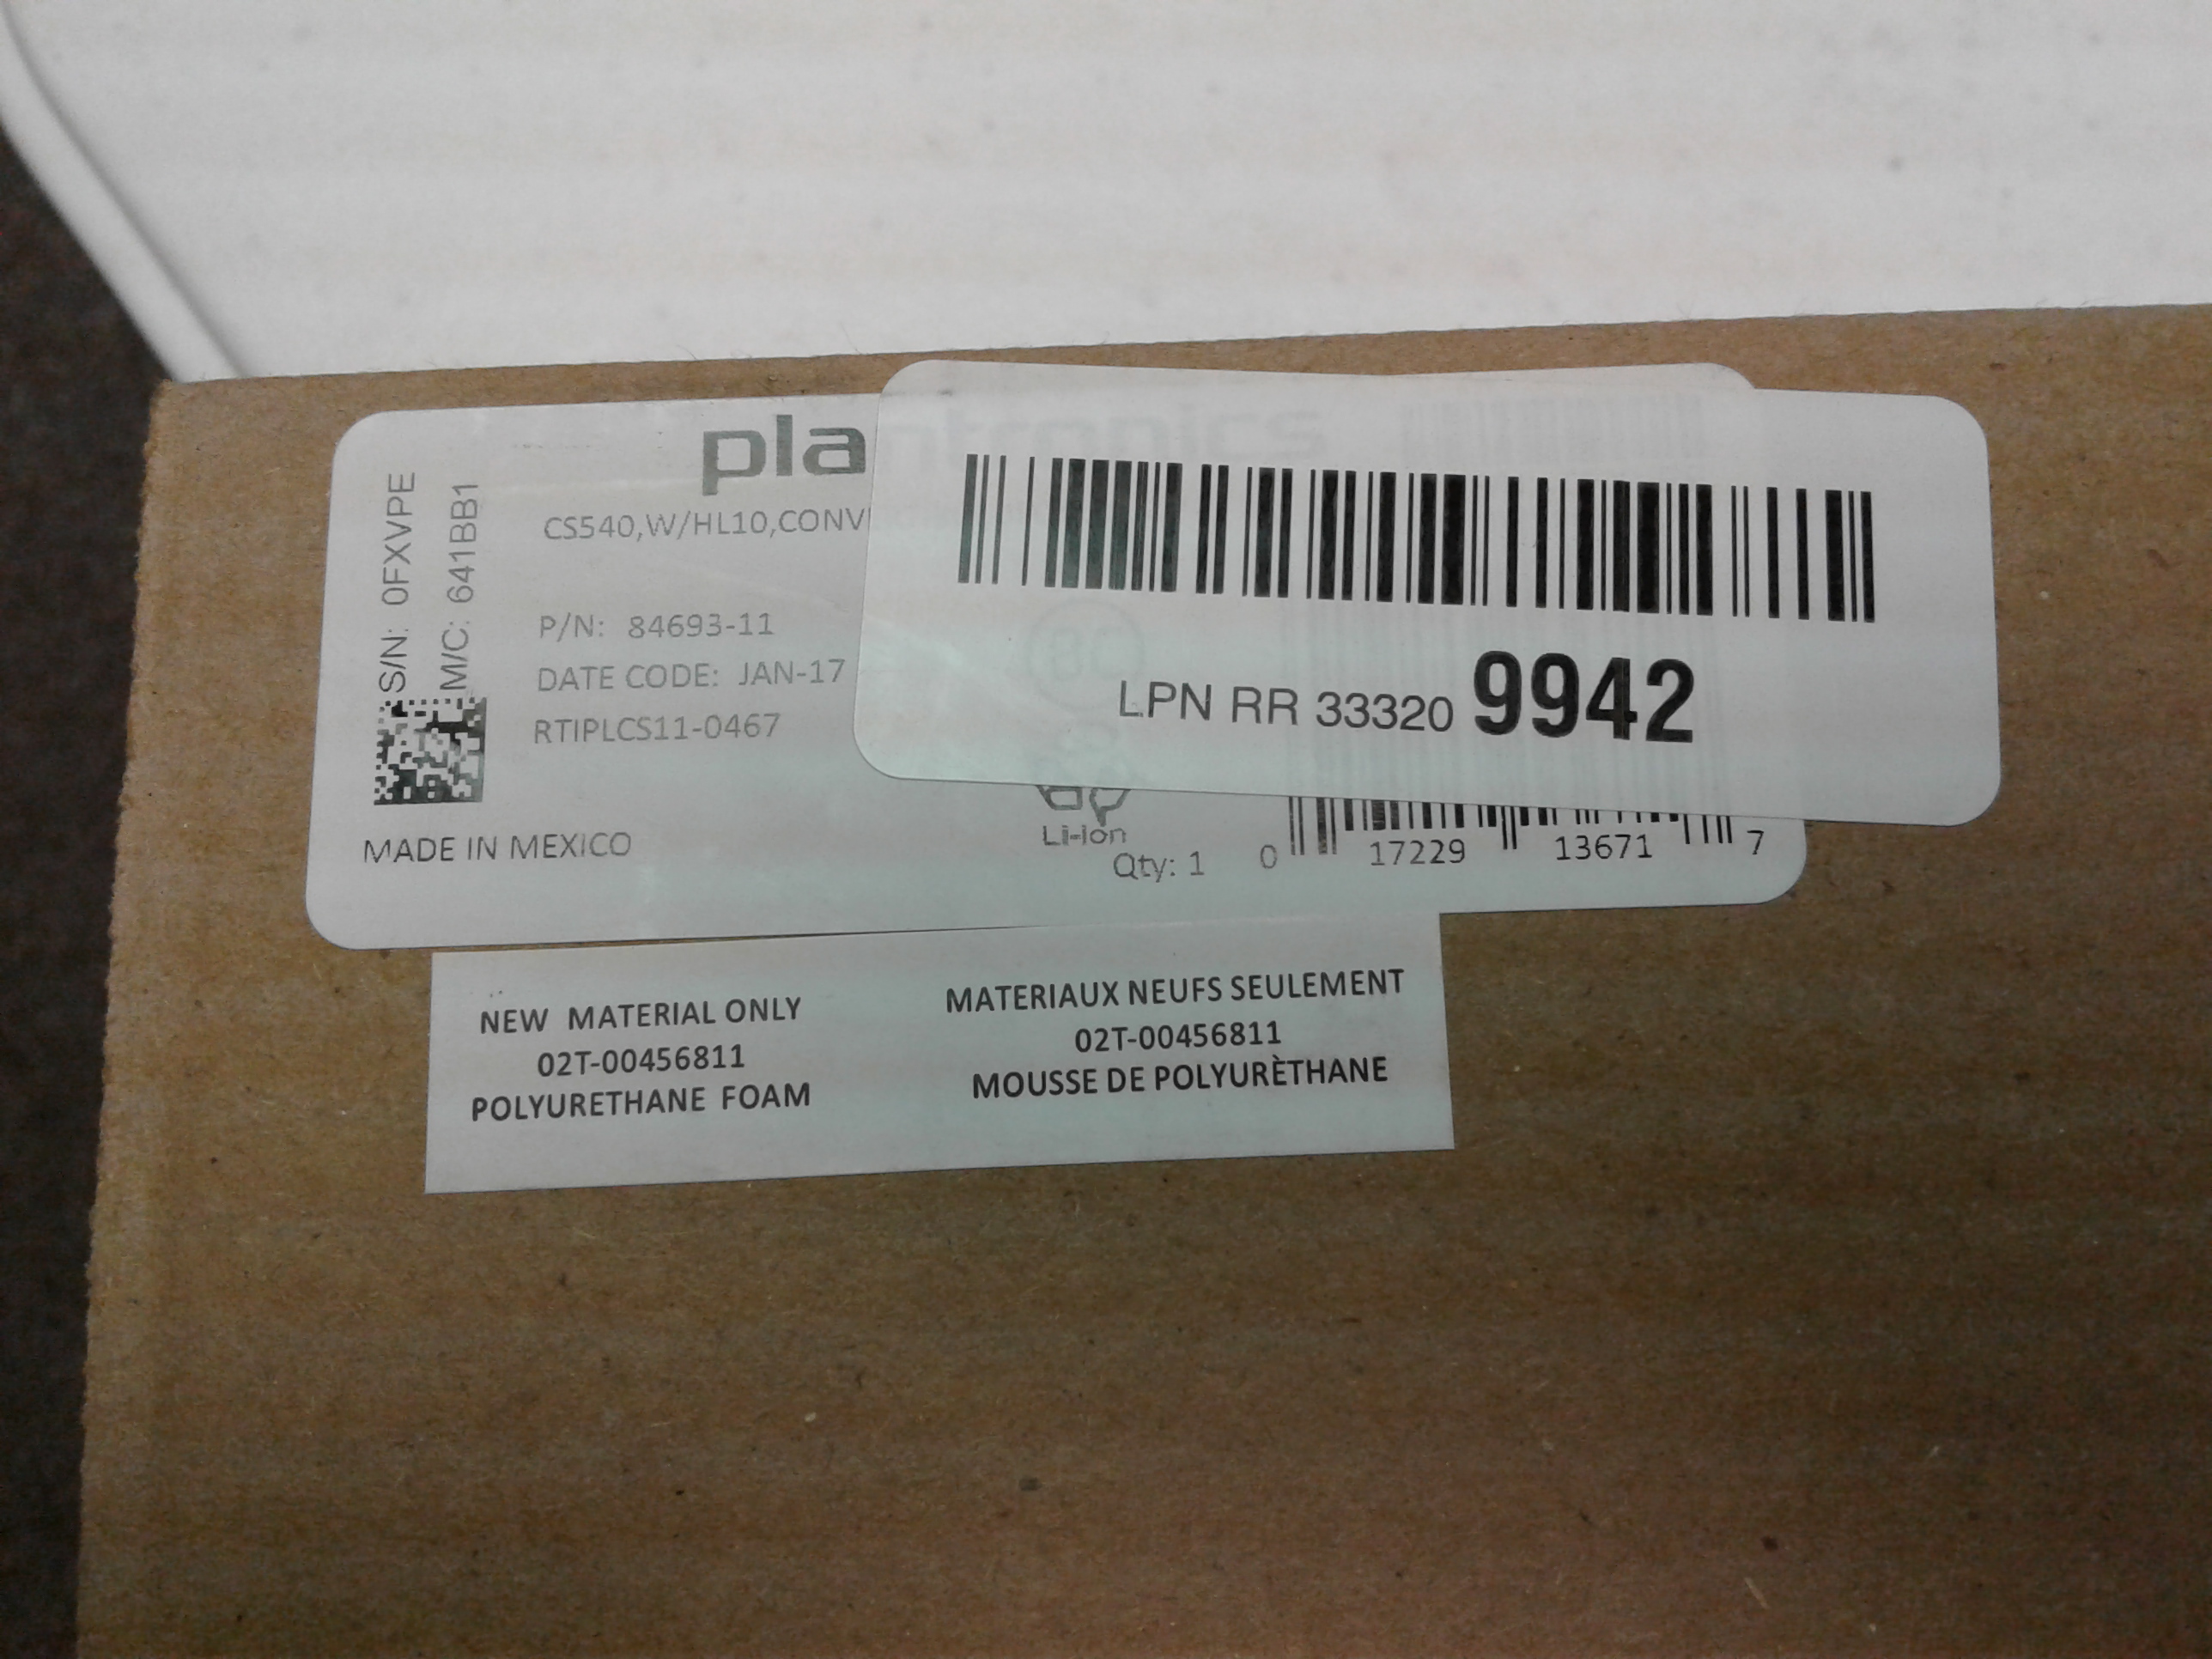 plantronics
S/N: 0FXVPE
M/C: 641BB1
CS540,W/HL10,CONV
P/N: 84693-11
DATE CODE: JAN-17
RTIPLCS11-0467
MADE IN MEXICO
LPN RR 33320 9942
BC
Li-ion
Qty: 1
0 17229 13671 7
NEW MATERIAL ONLY
02T-00456811
POLYURETHANE FOAM
MATERIAUX NEUFS SEULEMENT
02T-00456811
MOUSSE DE POLYURÈTHANE